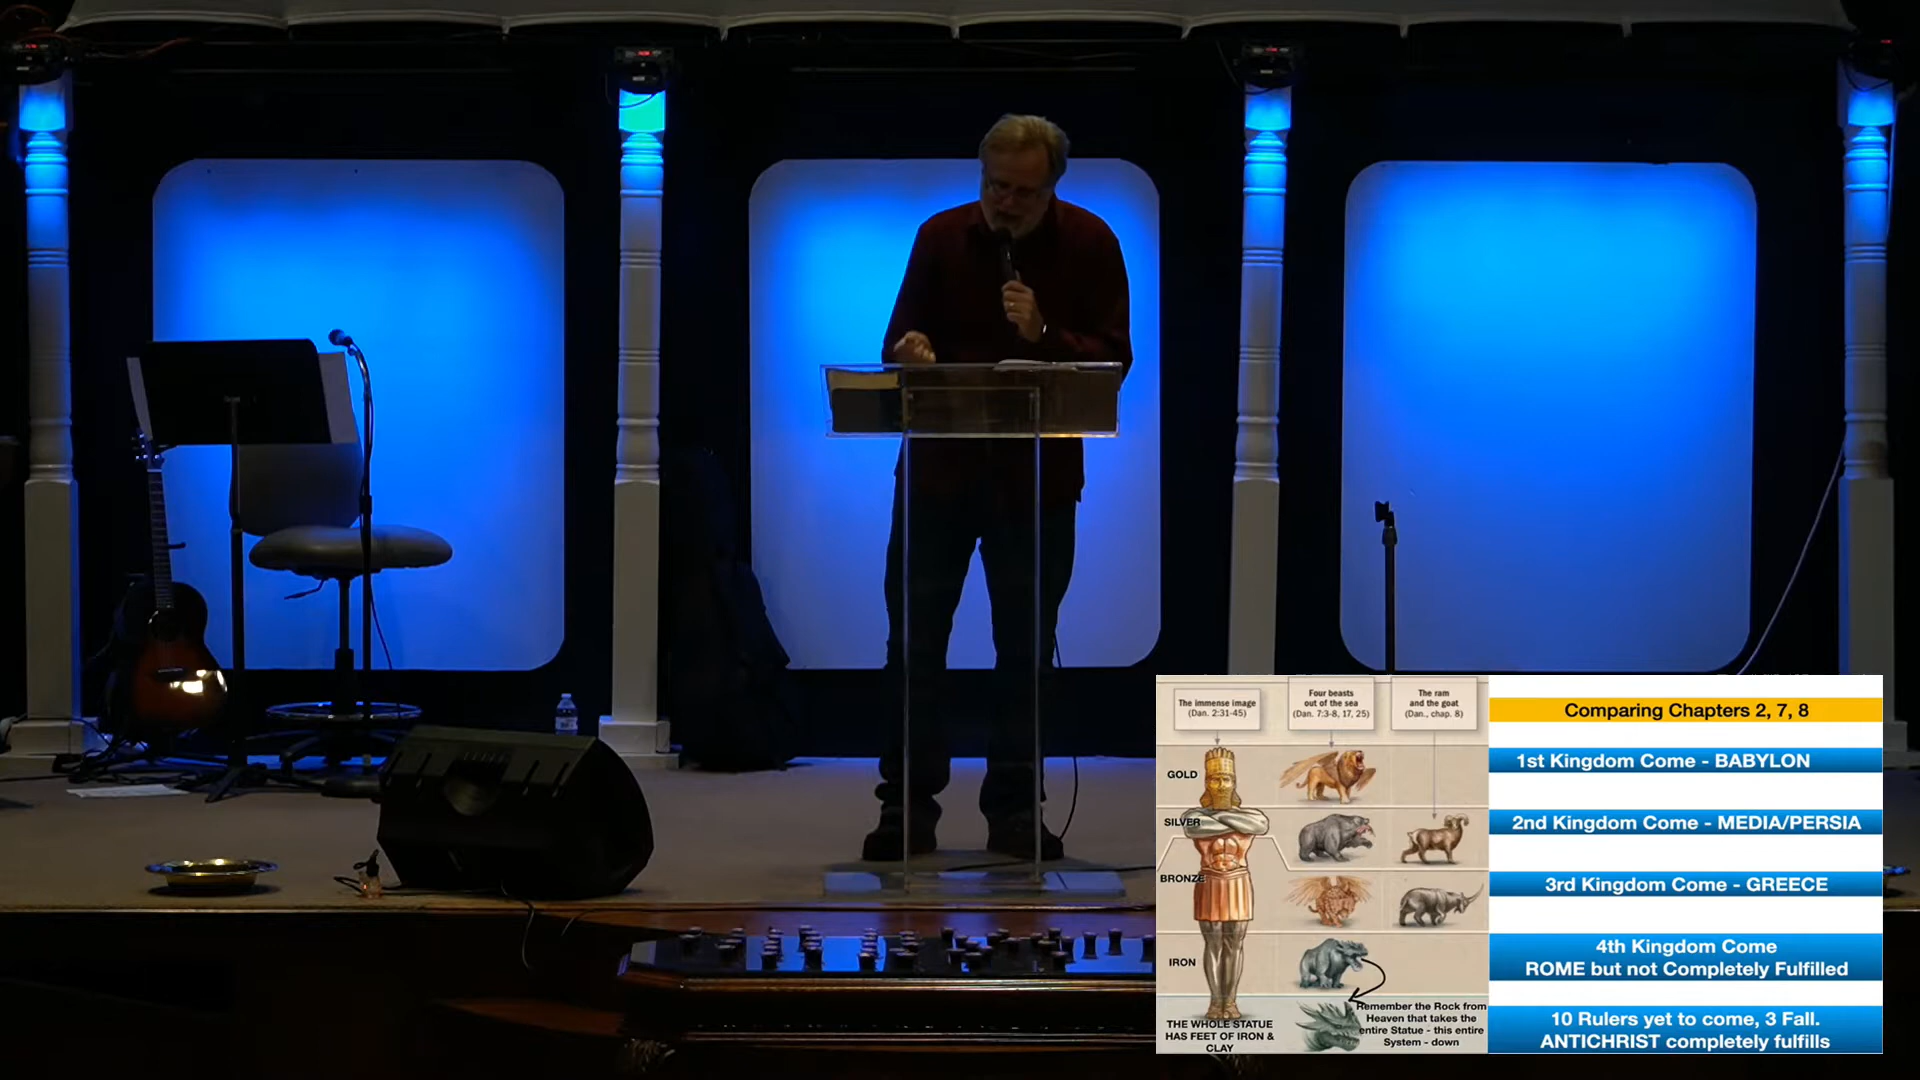 The immense image
(Dan. 2:31-45)
Four beasts
out of the sea
(Dan. 7:3-8, 17, 25)
The ram
and the goat
(Dan., chap. 8)
GOLD
SILVER
BRONZE
IRON
THE WHOLE STATUE
HAS FEET OF IRON &
CLAY
Remember the Rock from
Heaven that takes the
entire Statue - this entire
System - down
Comparing Chapters 2, 7, 8
1st Kingdom Come - BABYLON
2nd Kingdom Come - MEDIA/PERSIA
3rd Kingdom Come - GREECE
4th Kingdom Come
ROME but not Completely Fulfilled
10 Rulers yet to come, 3 Fall.
ANTICHRIST completely fulfills